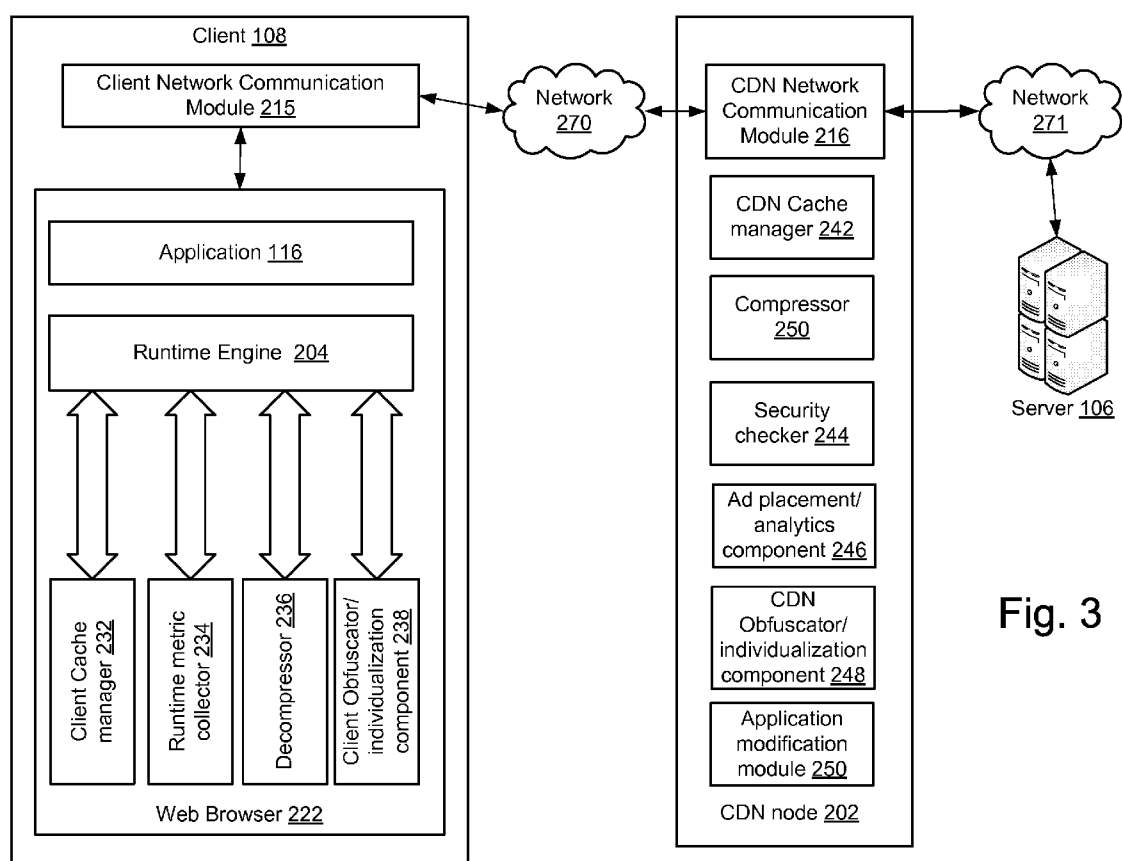 Client 108
Client Network Communication
Module 215
Application 116
Runtime Engine 204
Client Cache
manager 232
Runtime metric
collector 234
Decompressor 236
Client Obfuscator/
individualization
component 238
Web Browser 222
Network
270
CDN Network
Communication
Module 216
CDN Cache
manager 242
Compressor
250
Security
checker 244
Ad placement/
analytics
component 246
CDN
Obfuscator/
individualization
component 248
Application
modification
module 250
CDN node 202
Network
271
Server 106
Fig. 3